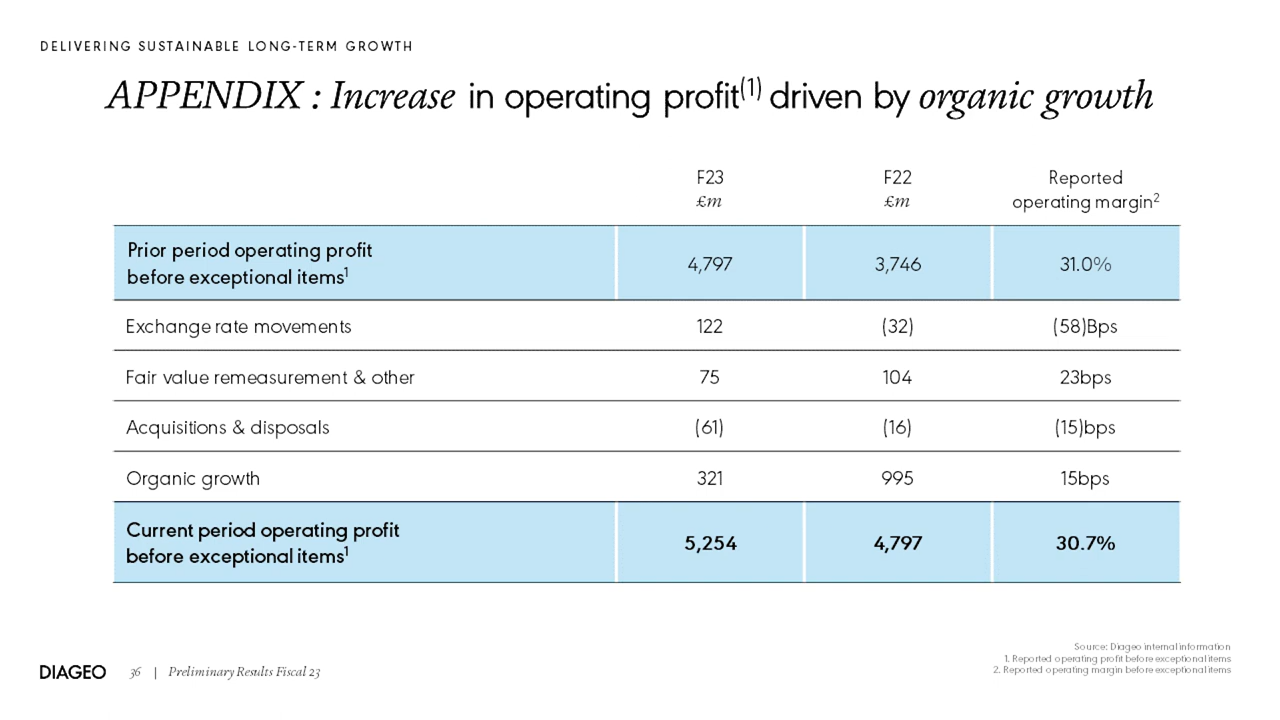 DELIVERING SUSTAINABLE LONG-TERM GROWTH
APPENDIX : Increase in operating profit(1) driven by organic growth
F23 F22 Reported
£m £m operating margin2
Prior period operating profit
before exceptional items1 4,797 3,746 31.0%
Exchange rate movements 122 (32) (58)Bps
Fair value remeasurement & other 75 104 23bps
Acquisitions & disposals (61) (16) (15)bps
Organic growth 321 995 15bps
Current period operating profit
before exceptional items1 5,254 4,797 30.7%
Source: Diageo internal information
1. Reported operating profit before exceptional items
2. Reported operating margin before exceptional items
DIAGEO 36 | Preliminary Results Fiscal 23